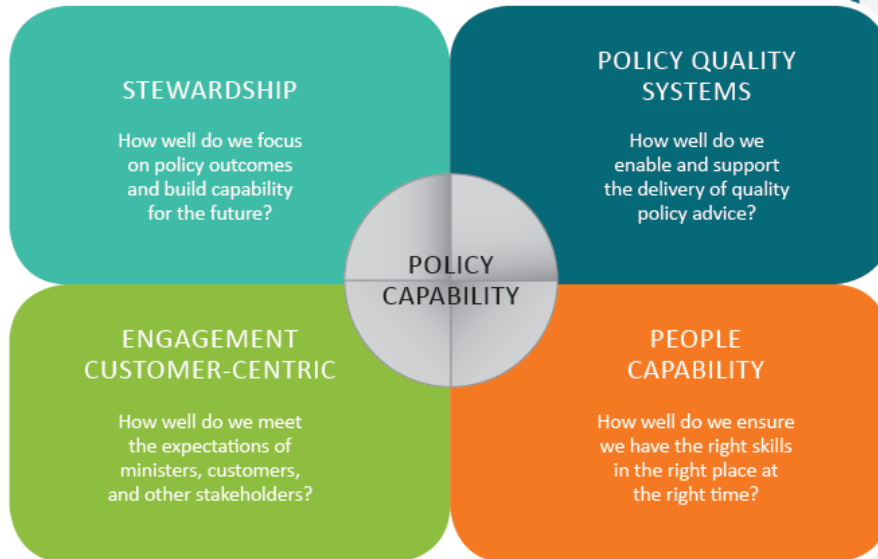 STEWARDSHIP
How well do we focus
on policy outcomes
and build capability
for the future?
POLICY QUALITY
SYSTEMS
How well do we
enable and support
the delivery of quality
policy advice?
POLICY
CAPABILITY
ENGAGEMENT
CUSTOMER-CENTRIC
How well do we meet
the expectations of
ministers, customers,
and other stakeholders?
PEOPLE
CAPABILITY
How well do we ensure
we have the right skills
in the right place at
the right time?